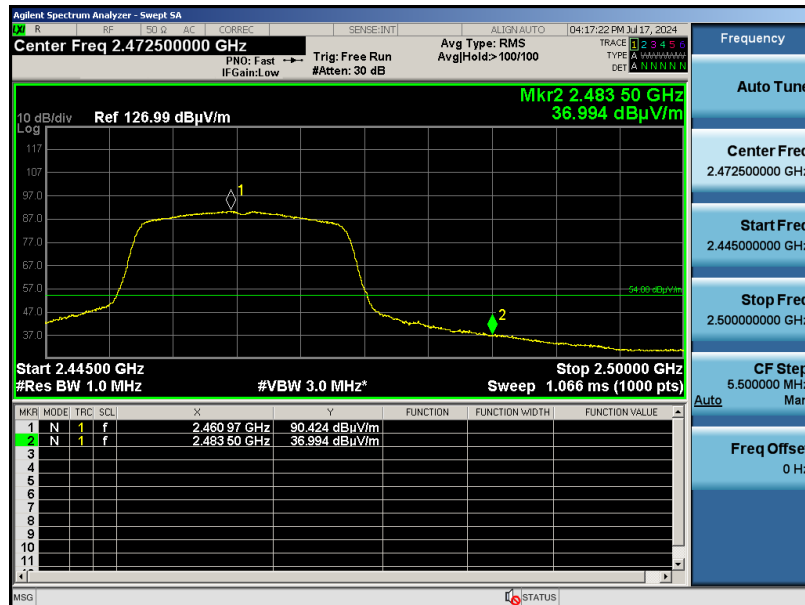 Agilent Spectrum Analyzer - Swept SA
LXI R RF 50 Ω AC CORREC SENSE:INT ALIGN AUTO 04:17:22 PM Jul 17, 2024
Center Freq 2.472500000 GHz
PNO: Fast
IFGain:Low
Trig: Free Run
#Atten: 30 dB
Avg Type: RMS
Avg|Hold:>100/100
TRACE 1 2 3 4 5 6
TYPE A WWWWW
DET A N N N N N
Mkr2 2.483 50 GHz
36.994 dBµV/m
10 dB/div Ref 126.99 dBµV/m
Log
117
107
97.0
87.0
77.0
67.0
57.0
47.0
37.0
1
54.00 dBµV/m
2
Start 2.44500 GHz Stop 2.50000 GHz
#Res BW 1.0 MHz #VBW 3.0 MHz* Sweep 1.066 ms (1000 pts)
MKR MODE TRC SCL X Y FUNCTION FUNCTION WIDTH FUNCTION VALUE
1 N 1 f 2.460 97 GHz 90.424 dBµV/m
2 N 1 f 2.483 50 GHz 36.994 dBµV/m
3
4
5
6
7
8
9
10
11
MSG STATUS
Frequency
Auto Tune
Center Freq
2.472500000 GHz
Start Freq
2.445000000 GHz
Stop Freq
2.500000000 GHz
CF Step
5.500000 MHz
Auto Man
Freq Offset
0 Hz